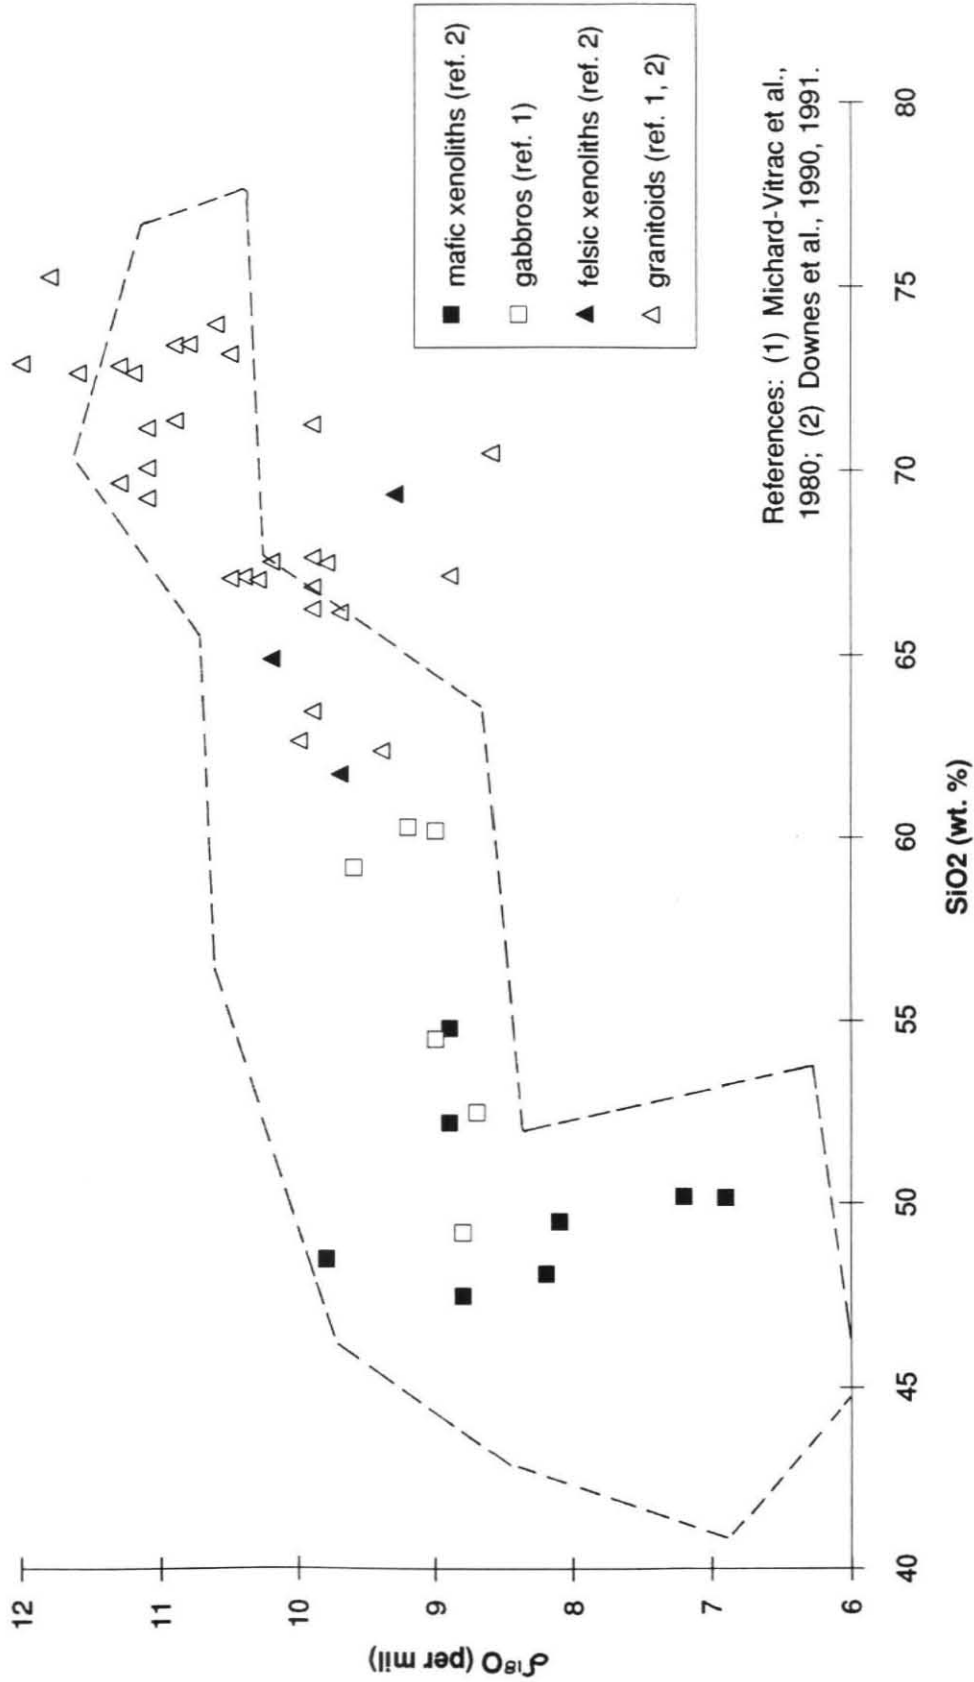 12
11
10
9
8
7
6
δ¹⁸O (per mil)
40
45
50
55
60
65
70
75
80
SiO2 (wt. %)
mafic xenoliths (ref. 2)
gabbros (ref. 1)
felsic xenoliths (ref. 2)
granitoids (ref. 1, 2)
References: (1) Michard-Vitrac et al.,
1980; (2) Downes et al., 1990, 1991.